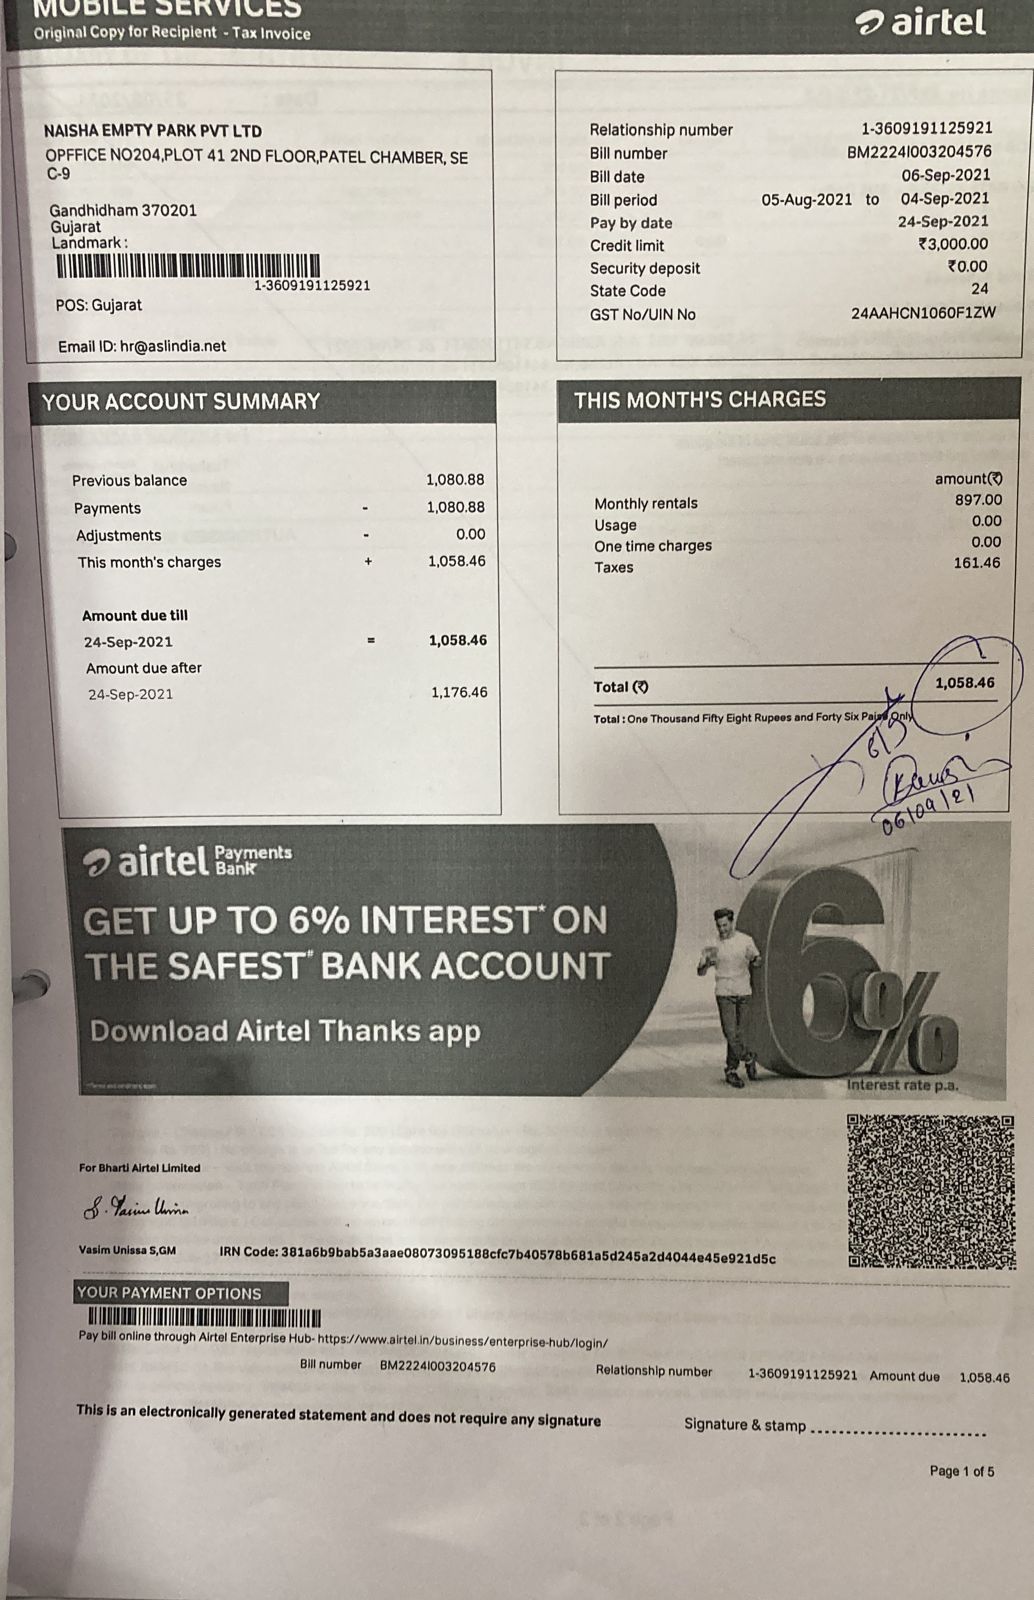 MOBILE SERVICES
Original Copy for Recipient - Tax Invoice
airtel
NAISHA EMPTY PARK PVT LTD
OPFFICE NO204,PLOT 41 2ND FLOOR,PATEL CHAMBER, SE
C-9
Gandhidham 370201
Gujarat
Landmark :
1-3609191125921
POS: Gujarat
Email ID: hr@aslindia.net
Relationship number 1-3609191125921
Bill number BM2224I003204576
Bill date 06-Sep-2021
Bill period 05-Aug-2021 to 04-Sep-2021
Pay by date 24-Sep-2021
Credit limit ₹3,000.00
Security deposit ₹0.00
State Code 24
GST No/UIN No 24AAHCN1060F1ZW
YOUR ACCOUNT SUMMARY
Previous balance 1,080.88
Payments - 1,080.88
Adjustments - 0.00
This month's charges + 1,058.46
Amount due till
24-Sep-2021 = 1,058.46
Amount due after
24-Sep-2021 1,176.46
THIS MONTH'S CHARGES
amount(₹)
Monthly rentals 897.00
Usage 0.00
One time charges 0.00
Taxes 161.46
Total (₹) 1,058.46
Total : One Thousand Fifty Eight Rupees and Forty Six Paisa Only
6/9
06/09/21
airtel Payments Bank
GET UP TO 6% INTEREST* ON
THE SAFEST# BANK ACCOUNT
Download Airtel Thanks app
6%
Interest rate p.a.
For Bharti Airtel Limited
Vasim Unissa S,GM IRN Code: 381a6b9bab5a3aae08073095188cfc7b40578b681a5d245a2d4044e45e921d5c
YOUR PAYMENT OPTIONS
Pay bill online through Airtel Enterprise Hub- https://www.airtel.in/business/enterprise-hub/login/
Bill number BM2224I003204576 Relationship number 1-3609191125921 Amount due 1,058.46
This is an electronically generated statement and does not require any signature
Signature & stamp ........................
Page 1 of 5